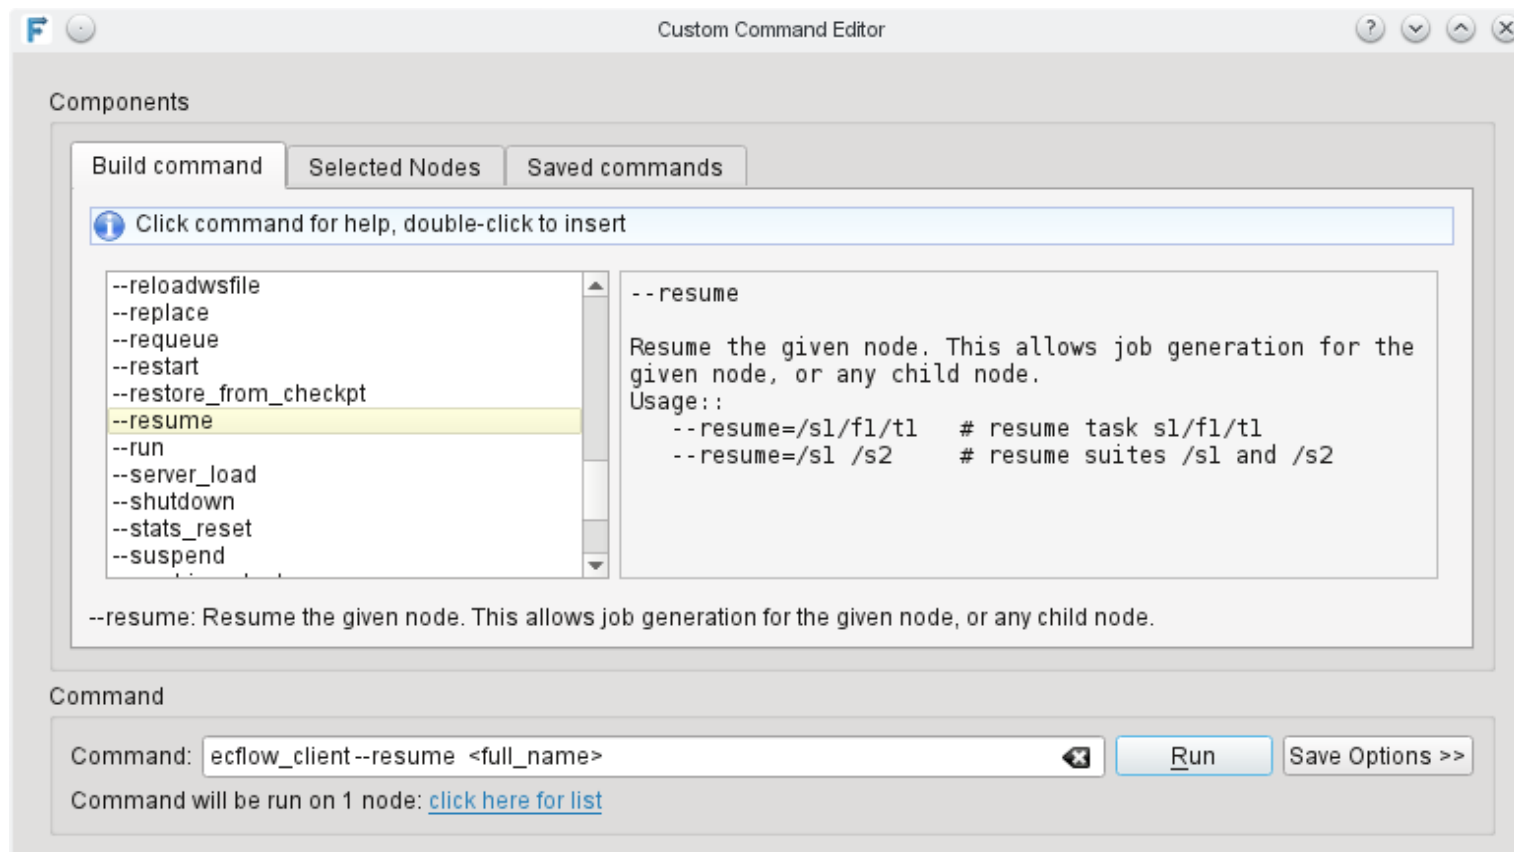 Custom Command Editor
Components
Build command
Selected Nodes
Saved commands
Click command for help, double-click to insert
--reloadwsfile
--replace
--requeue
--restart
--restore_from_checkpt
--resume
--run
--server_load
--shutdown
--stats_reset
--suspend
--resume
Resume the given node. This allows job generation for the
given node, or any child node.
Usage::
--resume=/s1/f1/t1 # resume task s1/f1/t1
--resume=/s1 /s2 # resume suites /s1 and /s2
--resume: Resume the given node. This allows job generation for the given node, or any child node.
Command
Command: ecflow_client --resume <full_name>
Run
Save Options >>
Command will be run on 1 node: click here for list